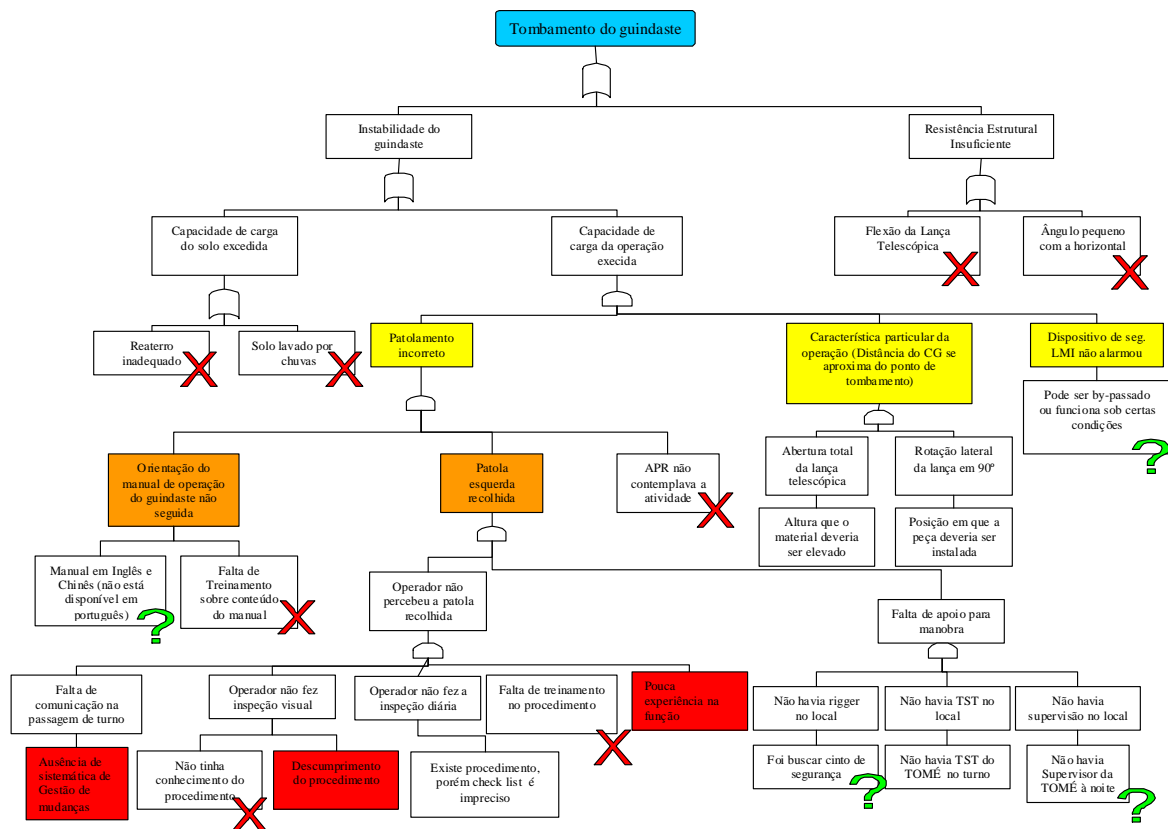 Tombamento do guindaste
Instabilidade do
guindaste
Resistência Estrutural
Insuficiente
Capacidade de carga
do solo excedida
Capacidade de
carga da operação
execida
Flexão da Lança
Telescópica
Ângulo pequeno
com a horizontal
Reaterro
inadequado
Solo lavado por
chuvas
Patolamento
incorreto
Característica particular da
operação (Distância do CG se
aproxima do ponto de
tombamento)
Dispositivo de seg.
LMI não alarmou
Pode ser by-passado
ou funciona sob certas
condições
?
Orientação do
manual de operação
do guindaste não
seguida
Patola
esquerda
recolhida
APR não
contemplava a
atividade
Abertura total
da lança
telescópica
Rotação lateral
da lança em 90º
Altura que o
material deveria
ser elevado
Posição em que a
peça deveria ser
instalada
Manual em Inglês e
Chinês (não está
disponível em
português)
?
Falta de
Treinamento
sobre conteúdo
do manual
Operador não
percebeu a patola
recolhida
Falta de apoio para
manobra
Falta de
comunicação na
passagem de turno
Operador não fez
inspeção visual
Operador não fez a
inspeção diária
Falta de treinamento
no procedimento
Pouca
experiência na
função
Não havia rigger
no local
Não havia TST no
local
Não havia
supervisão no local
Ausência de
sistemática de
Gestão de
mudanças
Não tinha
conhecimento do
procedimento
Descumprimento
do procedimento
Existe procedimento,
porém check list é
impreciso
Foi buscar cinto de
segurança
?
Não havia TST do
TOMÉ no turno
Não havia
Supervisor da
TOMÉ à noite
?